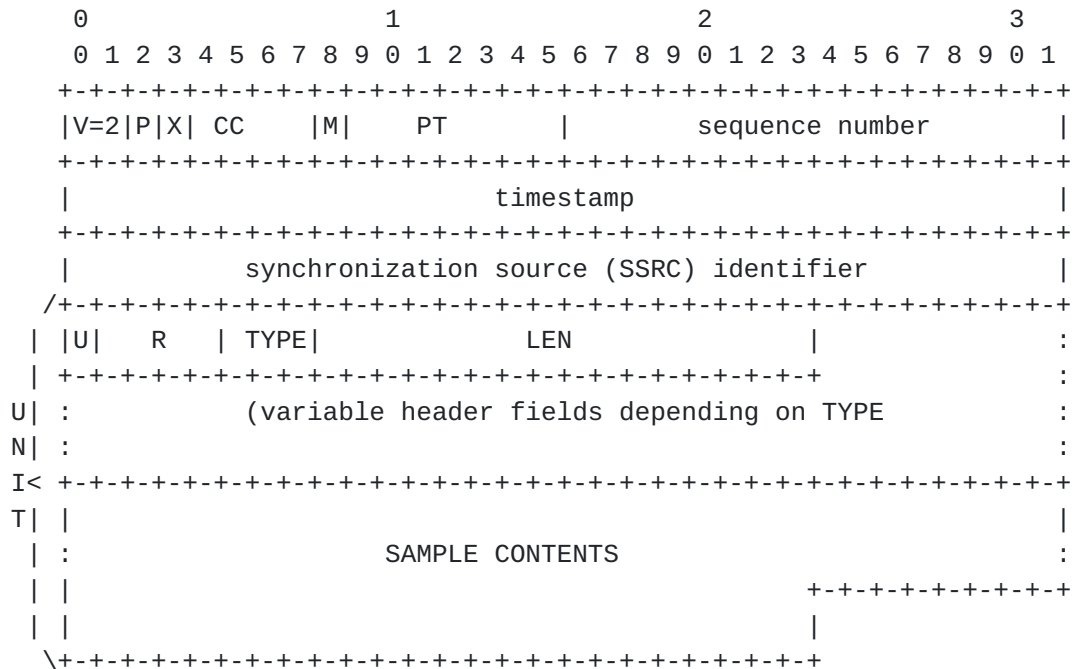 0                   1                   2                   3
0 1 2 3 4 5 6 7 8 9 0 1 2 3 4 5 6 7 8 9 0 1 2 3 4 5 6 7 8 9 0 1
+-+-+-+-+-+-+-+-+-+-+-+-+-+-+-+-+-+-+-+-+-+-+-+-+-+-+-+-+-+-+-+-+
|V=2|P|X| CC    |M|    PT       |        sequence number        |
+-+-+-+-+-+-+-+-+-+-+-+-+-+-+-+-+-+-+-+-+-+-+-+-+-+-+-+-+-+-+-+-+
|                           timestamp                           |
+-+-+-+-+-+-+-+-+-+-+-+-+-+-+-+-+-+-+-+-+-+-+-+-+-+-+-+-+-+-+-+-+
|           synchronization source (SSRC) identifier            |
/+-+-+-+-+-+-+-+-+-+-+-+-+-+-+-+-+-+-+-+-+-+-+-+-+-+-+-+-+-+-+-+-+
| |U|   R   | TYPE|             LEN               |               :
| +-+-+-+-+-+-+-+-+-+-+-+-+-+-+-+-+-+-+-+-+-+-+-+-+               :
U| :           (variable header fields depending on TYPE           :
N| :                                                               :
I< +-+-+-+-+-+-+-+-+-+-+-+-+-+-+-+-+-+-+-+-+-+-+-+-+-+-+-+-+-+-+-+-+
T| |                                                               |
| :                    SAMPLE CONTENTS                            :
| |                                               +-+-+-+-+-+-+-+-+
| |                                               |
\+-+-+-+-+-+-+-+-+-+-+-+-+-+-+-+-+-+-+-+-+-+-+-+-+